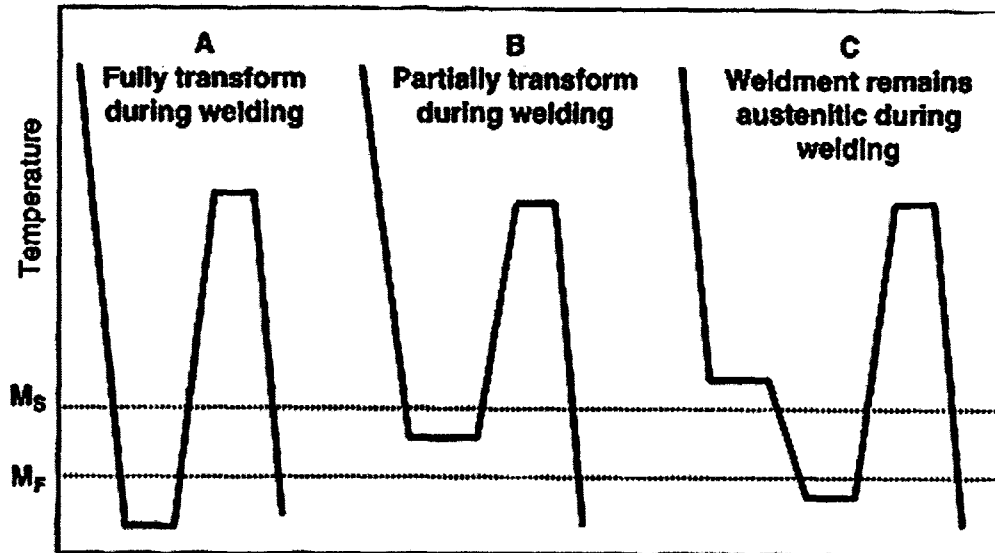 A
Fully transform
during welding
B
Partially transform
during welding
C
Weldment remains
austenitic during
welding
Temperature
MS
MF